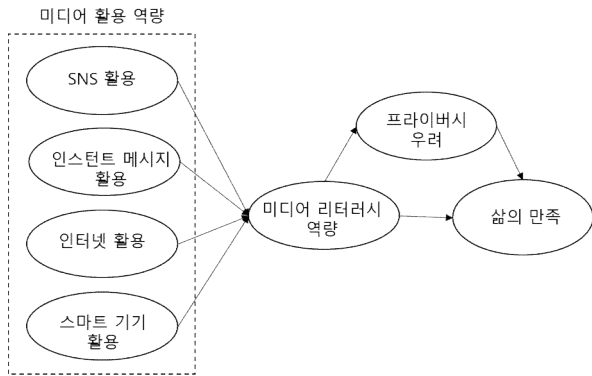 미디어 활용 역량
SNS 활용
인스턴트 메시지
활용
인터넷 활용
스마트 기기
활용
미디어 리터러시
역량
프라이버시
우려
삶의 만족